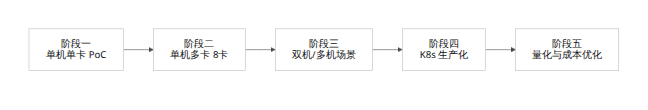 阶段一
单机单卡 PoC
阶段二
单机多卡 8卡
阶段三
双机/多机场景
阶段四
K8s 生产化
阶段五
量化与成本优化